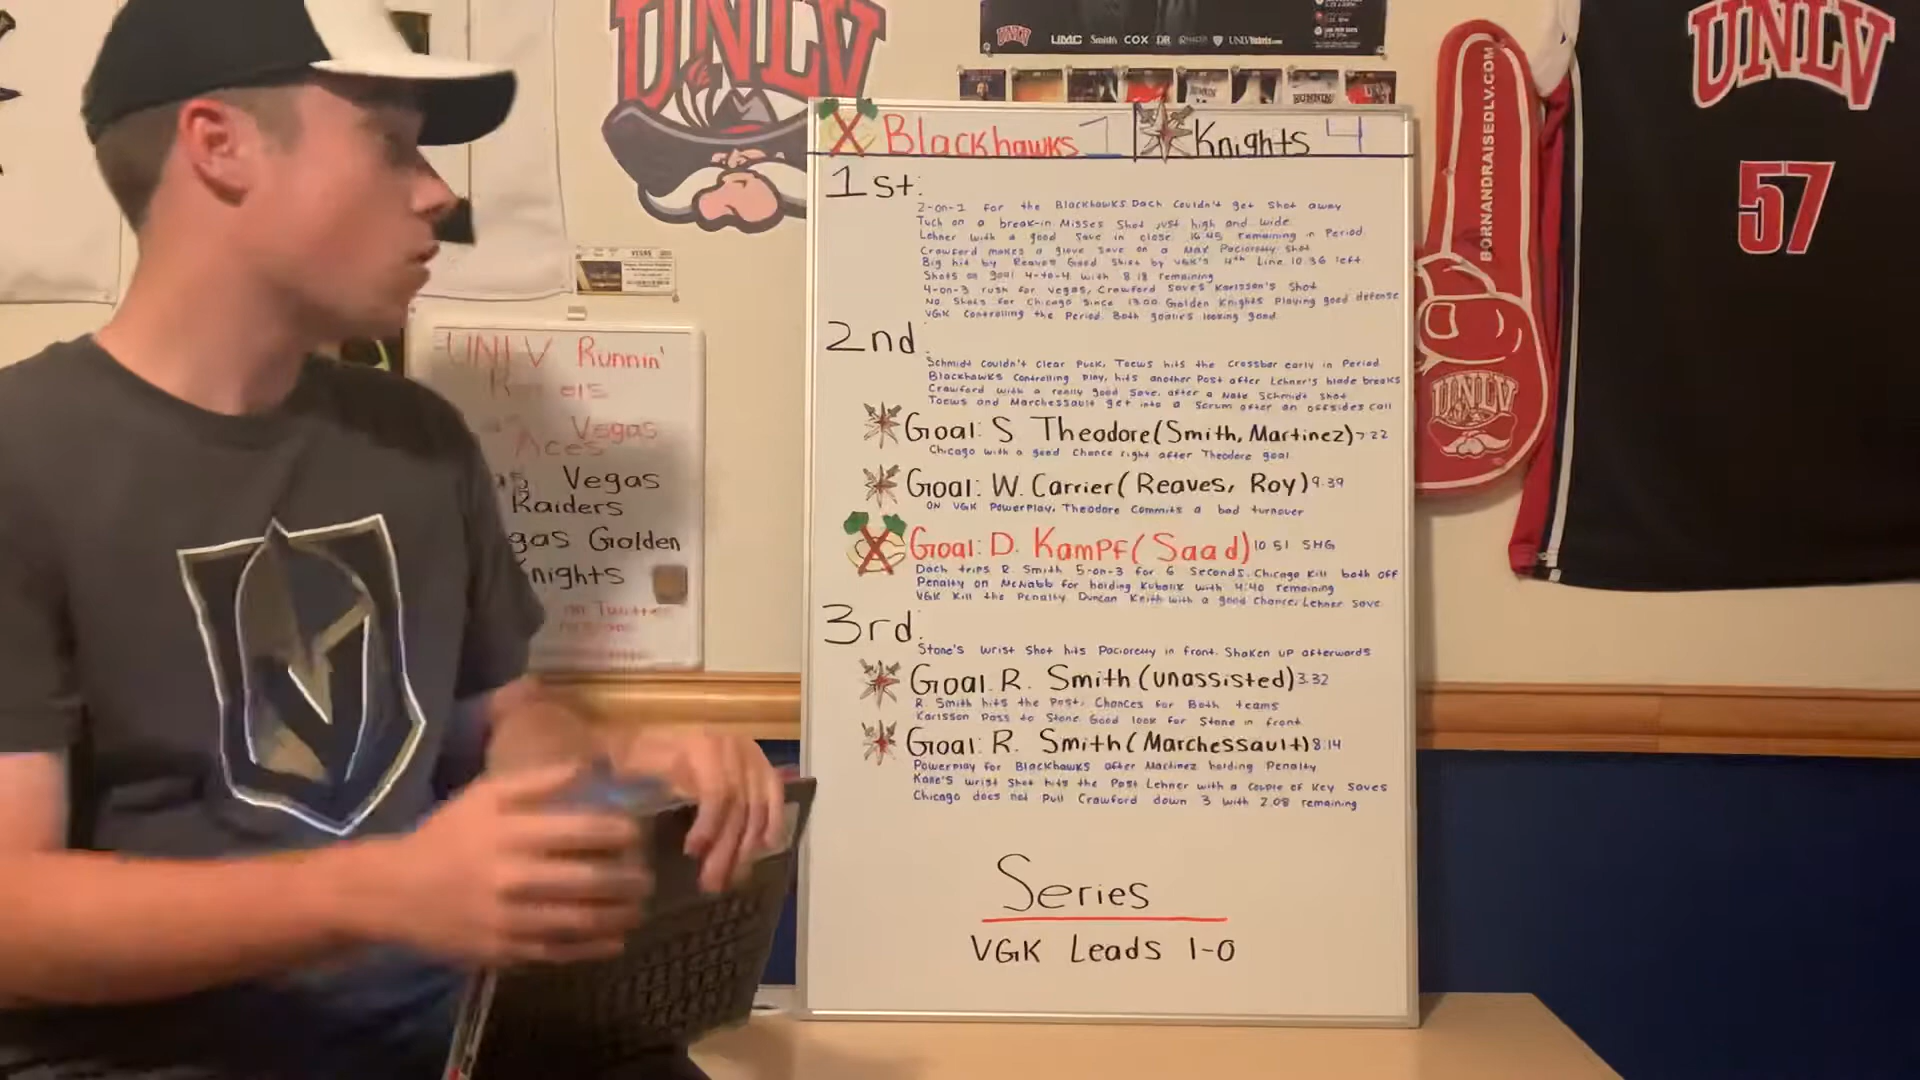 UNLV
UMC Smith's COX DR UNLVtickets.com
UNLV
57
BORNANDRAISEDLV.COM
UNLV
VEGAS
UNLV Runnin'
Vegas
Aces
Vegas
Raiders
gas Golden
nights
on Twitter
Blackhawks 1 Knights 4
1st:
2-on-1 for the Blackhawks Dach Couldn't get Shot away
Tuch on a break-in Misses Shot just high and wide
Lehner with a good Save in close 16:45 remaining in Period
Crawford makes a glove Save on a Max Pacioretty Shot
Big hit by Reaves Good Shift by VGK's 4th Line 10:36 left
Shots on goal 4-to-4 with 8:18 remaining
4-on-3 rush for Vegas, Crawford Saves Karlsson's Shot
No Shots for Chicago Since 13:00 Golden Knights Playing good defense
VGK Controlling the Period. Both goalies looking good
2nd:
Schmidt Couldn't Clear Puck, Toews hits the Crossbar early in Period
Blackhawks Controlling Play, hits another Post after Lehner's blade breaks
Crawford with a really good Save, after a Nate Schmidt Shot
Toews and Marchessault get into a Scrum after an offsides call
Goal: S Theodore (Smith, Martinez) 7:22
Chicago with a good Chance right after Theodore goal
Goal: W. Carrier (Reaves, Roy) 9:39
ON VGK PowerPlay, Theodore Commits a bad turnover
Goal: D. Kampf (Saad) 10:51 SHG
Dach trips R. Smith 5-on-3 for 6 Seconds. Chicago Kill both off
Penalty on McNabb for holding Kubalik with 4:40 remaining
VGK Kill the Penalty. Duncan Keith with a good Chance, Lehner Save
3rd:
Stone's Wrist Shot hits Pacioretty in front. Shaken up afterwards
Goal: R. Smith (unassisted) 3:32
R. Smith hits the Post, Chances for Both teams
Karlsson Pass to Stone Good look for Stone in front
Goal: R. Smith (Marchessault) 8:14
Powerplay for Blackhawks after Martinez holding Penalty
Kane's wrist Shot hits the Post Lehner with a Couple of Key Saves
Chicago does not Pull Crawford down 3 with 2:08 remaining
Series
VGK Leads 1-0